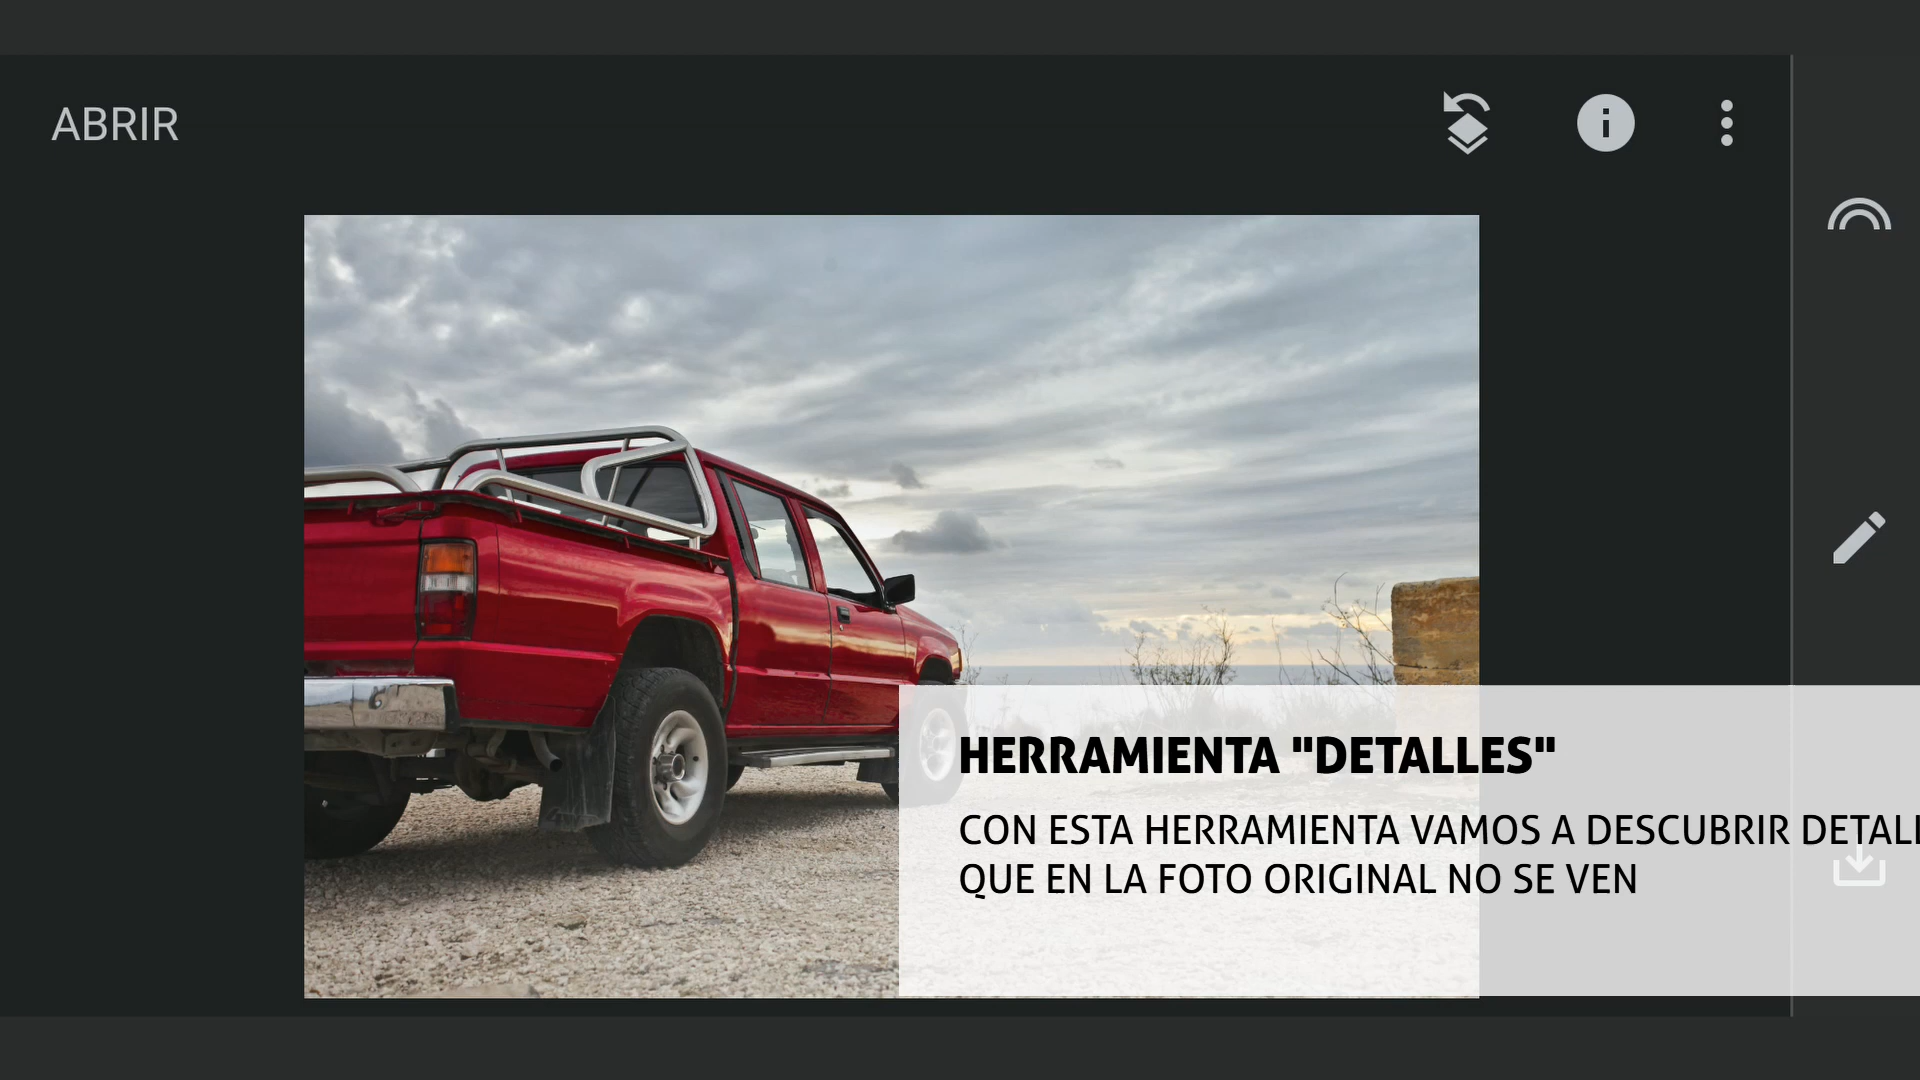 ABRIR
HERRAMIENTA "DETALLES"
CON ESTA HERRAMIENTA VAMOS A DESCUBRIR
QUE EN LA FOTO ORIGINAL NO SE VEN